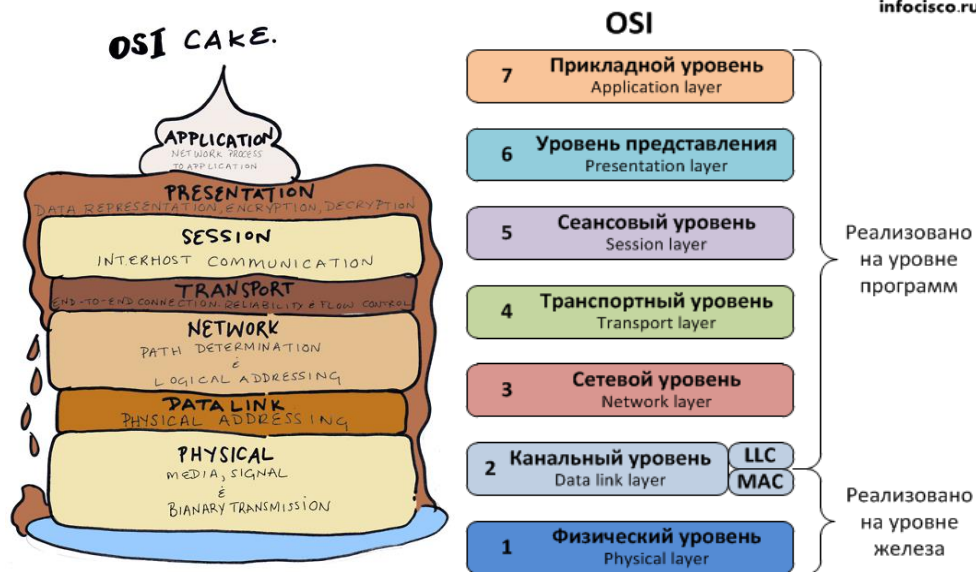 OSI CAKE.
APPLICATION
NETWORK PROCESS
TO APPLICATION
PRESENTATION
DATA REPRESENTATION, ENCRYPTION, DECRYPTION
SESSION
INTERHOST COMMUNICATION
TRANSPORT
END-TO-END CONNECTION-RELIABILITY & FLOW CONTROL
NETWORK
PATH DETERMINATION
&
LOGICAL ADDRESSING
DATA LINK
PHYSICAL ADDRESSING
PHYSICAL
MEDIA, SIGNAL
&
BIANARY TRANSMISSION
infocisco.ru
OSI
7 Прикладной уровень
Application layer
6 Уровень представления
Presentation layer
5 Сеансовый уровень
Session layer
4 Транспортный уровень
Transport layer
3 Сетевой уровень
Network layer
2 Канальный уровень
Data link layer
LLC
MAC
1 Физический уровень
Physical layer
Реализовано
на уровне
программ
Реализовано
на уровне
железа